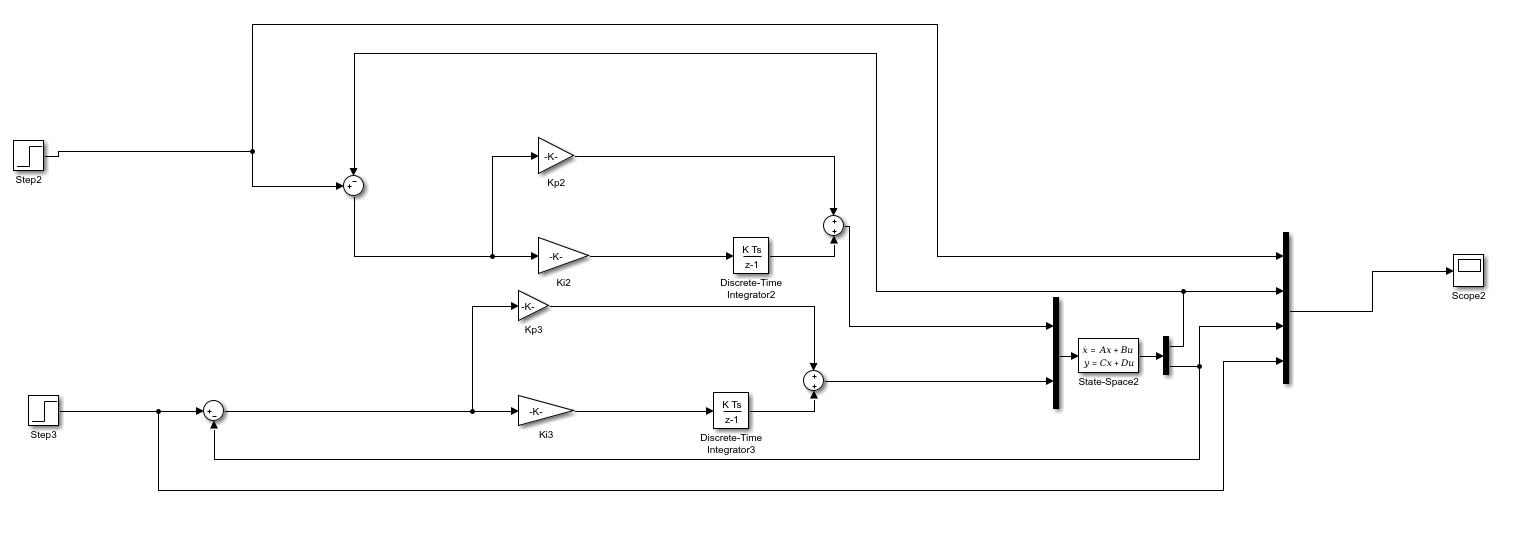 Step2
-K-
Kp2
-K-
Ki2
K Ts
z-1
Discrete-Time
Integrator2
-K-
Kp3
ẋ = Ax + Bu
y = Cx + Du
State-Space2
Scope2
Step3
-K-
Ki3
K Ts
z-1
Discrete-Time
Integrator3